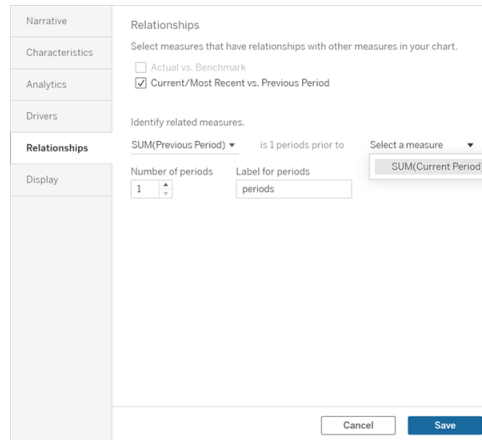 Narrative
Characteristics
Analytics
Drivers
Relationships
Display
Relationships
Select measures that have relationships with other measures in your chart.
Actual vs. Benchmark
Current/Most Recent vs. Previous Period
Identify related measures.
SUM(Previous Period) is 1 periods prior to Select a measure
SUM(Current Period)
Number of periods Label for periods
1 periods
Cancel Save